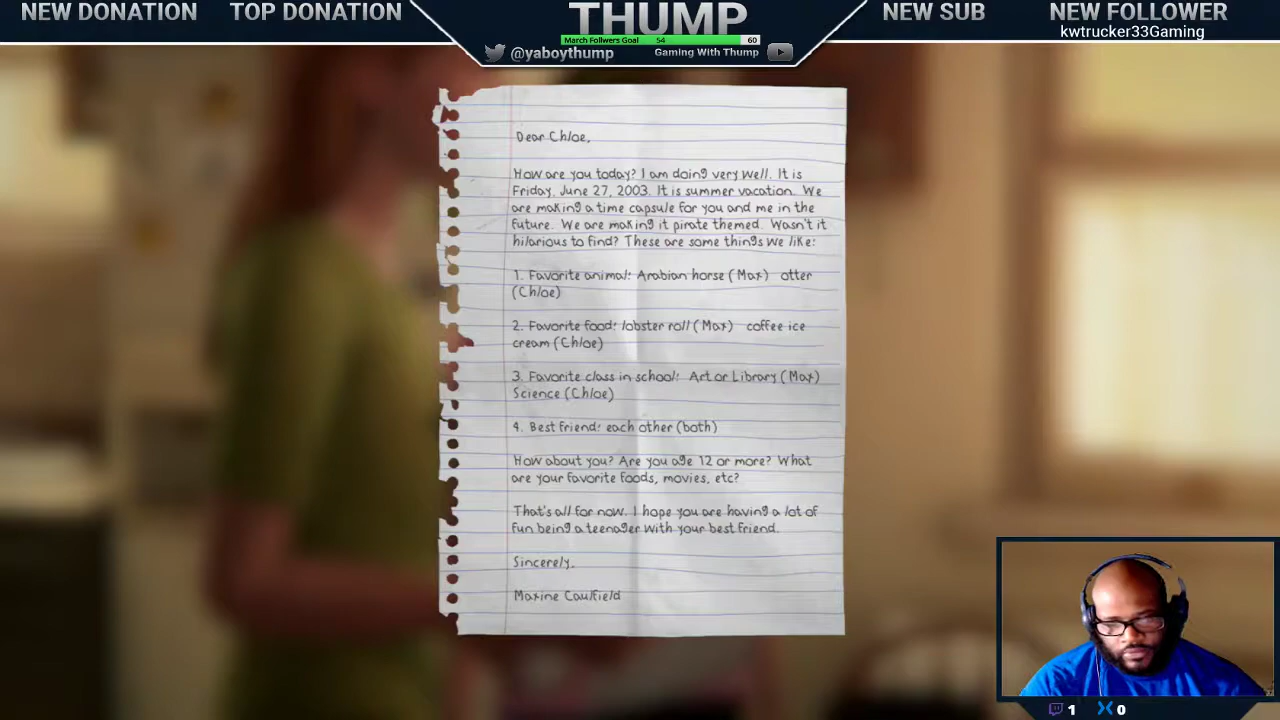 NEW DONATION
TOP DONATION
THUMP
NEW SUB
NEW FOLLOWER
kwtrucker33Gaming
March Follwers Goal 54 60
@yaboythump
Gaming With Thump
Dear Chloe,
How are you today? I am doing very well. It is
Friday, June 27, 2003. It is summer vacation. We
are making a time capsule for you and me in the
future. We are making it pirate themed. Wasn't it
hilarious to find? These are some things we like:
1. Favorite animal: Arabian horse (Max) otter
(Chloe)
2. Favorite food: lobster roll (Max) coffee ice
cream (Chloe)
3. Favorite class in school: Art or Library (Max)
Science (Chloe)
4. Best friend: each other (both)
How about you? Are you age 12 or more? What
are your favorite foods, movies, etc?
That's all for now. I hope you are having a lot of
fun being a teenager with your best friend.
Sincerely,
Maxine Caulfield
1 0